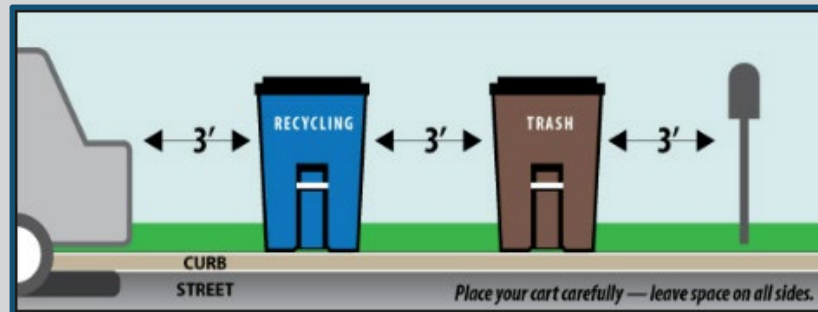 RECYCLING
TRASH
3′ 3′ 3′
CURB
STREET
Place your cart carefully — leave space on all sides.